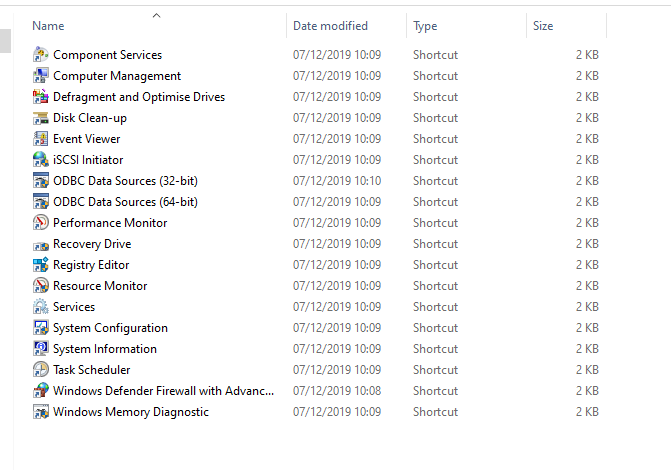 Name Date modified Type Size
Component Services 07/12/2019 10:09 Shortcut 2 KB
Computer Management 07/12/2019 10:09 Shortcut 2 KB
Defragment and Optimise Drives 07/12/2019 10:09 Shortcut 2 KB
Disk Clean-up 07/12/2019 10:09 Shortcut 2 KB
Event Viewer 07/12/2019 10:09 Shortcut 2 KB
iSCSI Initiator 07/12/2019 10:09 Shortcut 2 KB
ODBC Data Sources (32-bit) 07/12/2019 10:10 Shortcut 2 KB
ODBC Data Sources (64-bit) 07/12/2019 10:09 Shortcut 2 KB
Performance Monitor 07/12/2019 10:09 Shortcut 2 KB
Recovery Drive 07/12/2019 10:09 Shortcut 2 KB
Registry Editor 07/12/2019 10:09 Shortcut 2 KB
Resource Monitor 07/12/2019 10:09 Shortcut 2 KB
Services 07/12/2019 10:09 Shortcut 2 KB
System Configuration 07/12/2019 10:09 Shortcut 2 KB
System Information 07/12/2019 10:09 Shortcut 2 KB
Task Scheduler 07/12/2019 10:09 Shortcut 2 KB
Windows Defender Firewall with Advanc... 07/12/2019 10:08 Shortcut 2 KB
Windows Memory Diagnostic 07/12/2019 10:09 Shortcut 2 KB